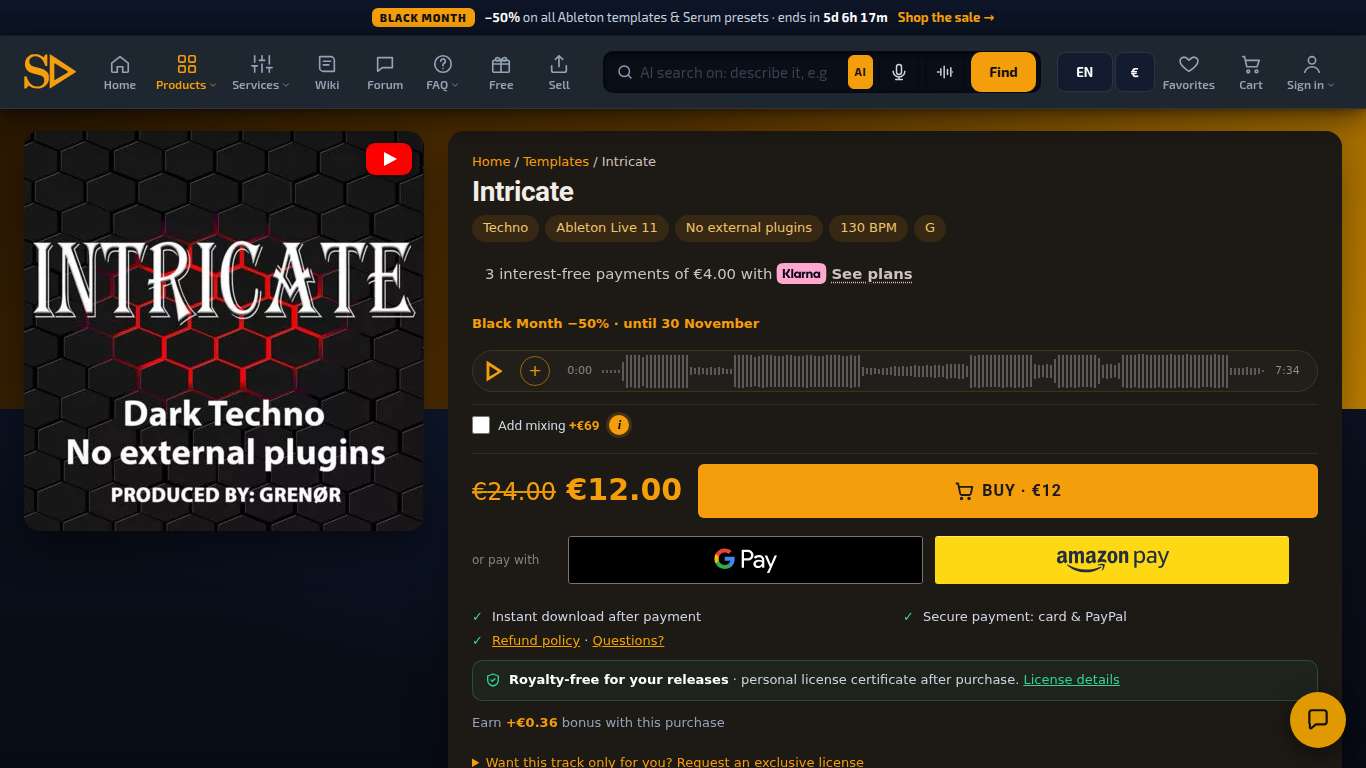 BLACK MONTH −50% on all Ableton templates & Serum presets · ends in 5d 6h 17m Shop the sale →
SD
Home
Products
Services
Wiki
Forum
FAQ
Free
Sell
AI search on: describe it, e.g
AI
Find
EN
€
Favorites
Cart
Sign in
INTRICATE
Dark Techno
No external plugins
PRODUCED BY: GRENØR
Home / Templates / Intricate
Intricate
Techno
Ableton Live 11
No external plugins
130 BPM
G
3 interest-free payments of €4.00 with Klarna See plans
Black Month −50% · until 30 November
0:00
7:34
Add mixing +€69 i
€24.00 €12.00
BUY · €12
or pay with
G Pay
amazon pay
✓ Instant download after payment
✓ Secure payment: card & PayPal
✓ Refund policy · Questions?
Royalty-free for your releases · personal license certificate after purchase. License details
Earn +€0.36 bonus with this purchase
Want this track only for you? Request an exclusive license